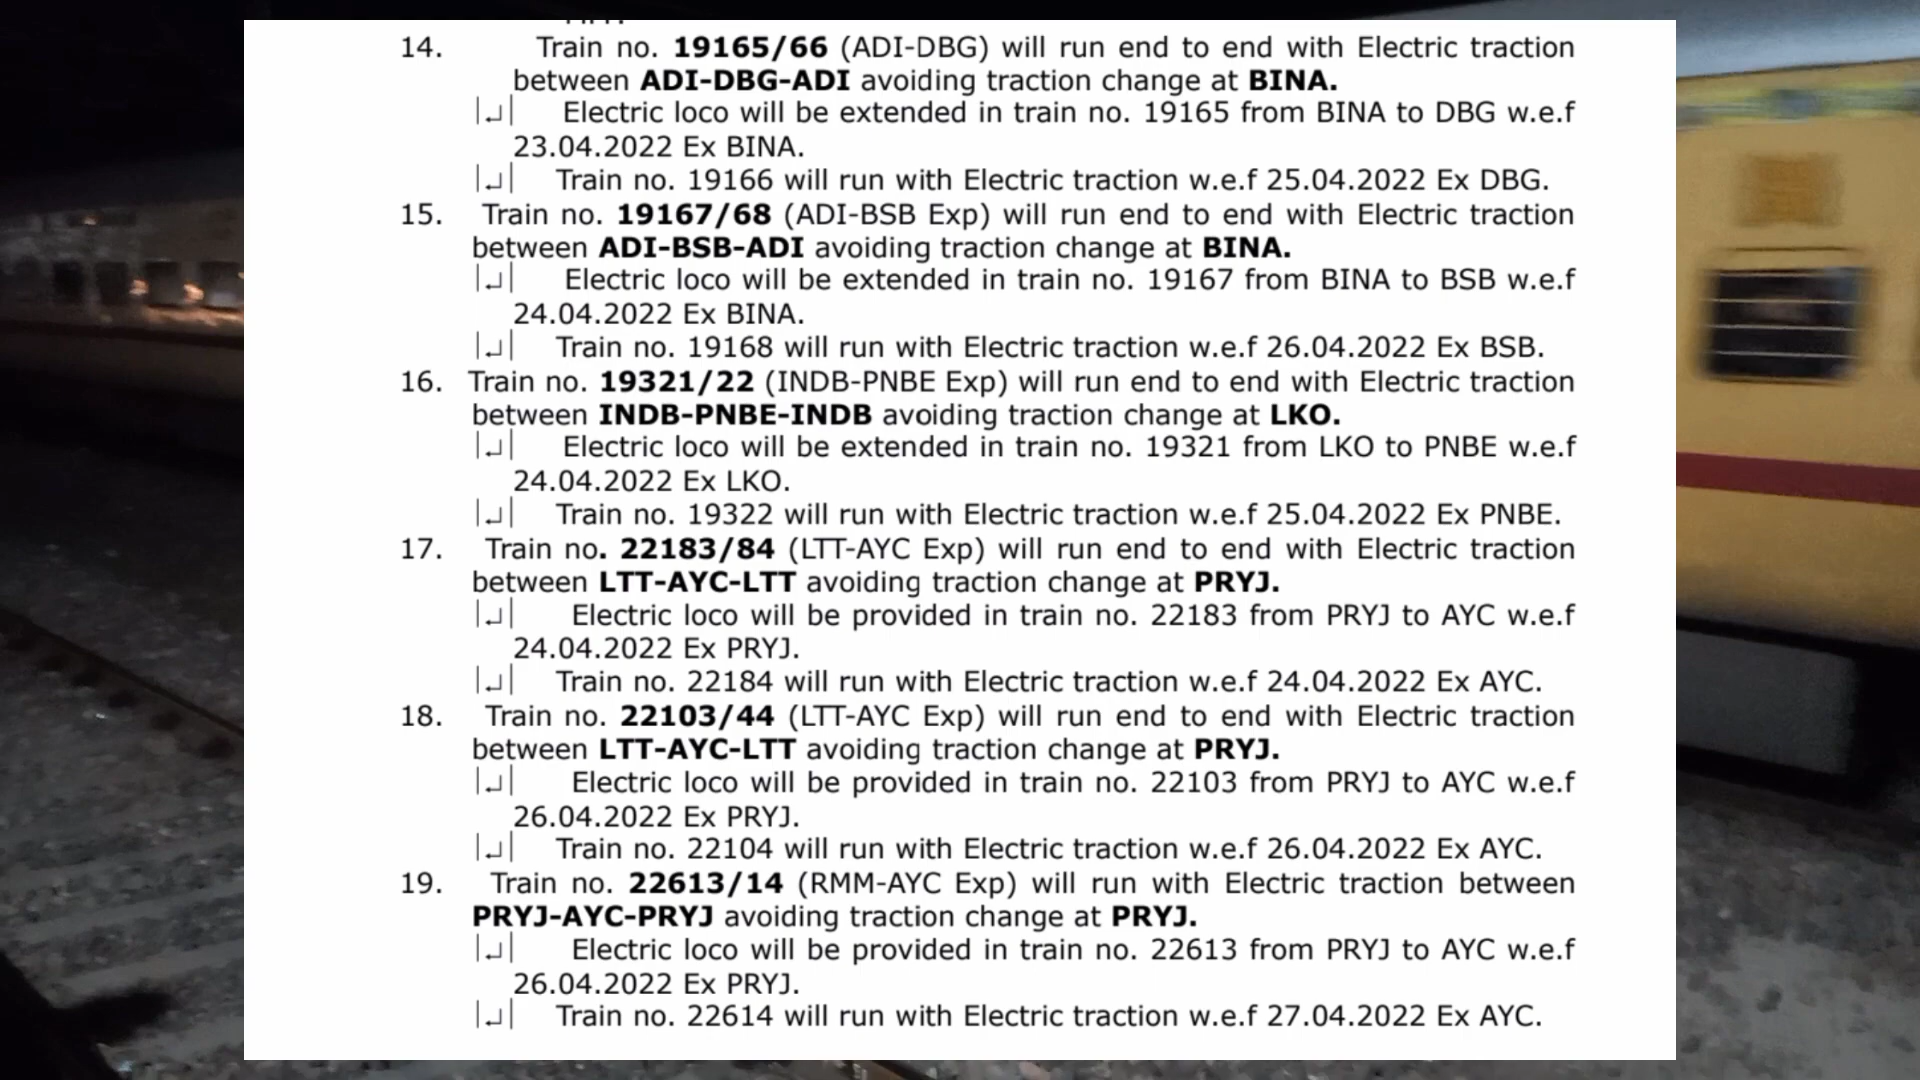 14. Train no. 19165/66 (ADI-DBG) will run end to end with Electric traction
between ADI-DBG-ADI avoiding traction change at BINA.
Electric loco will be extended in train no. 19165 from BINA to DBG w.e.f
23.04.2022 Ex BINA.
Train no. 19166 will run with Electric traction w.e.f 25.04.2022 Ex DBG.
15. Train no. 19167/68 (ADI-BSB Exp) will run end to end with Electric traction
between ADI-BSB-ADI avoiding traction change at BINA.
Electric loco will be extended in train no. 19167 from BINA to BSB w.e.f
24.04.2022 Ex BINA.
Train no. 19168 will run with Electric traction w.e.f 26.04.2022 Ex BSB.
16. Train no. 19321/22 (INDB-PNBE Exp) will run end to end with Electric traction
between INDB-PNBE-INDB avoiding traction change at LKO.
Electric loco will be extended in train no. 19321 from LKO to PNBE w.e.f
24.04.2022 Ex LKO.
Train no. 19322 will run with Electric traction w.e.f 25.04.2022 Ex PNBE.
17. Train no. 22183/84 (LTT-AYC Exp) will run end to end with Electric traction
between LTT-AYC-LTT avoiding traction change at PRYJ.
Electric loco will be provided in train no. 22183 from PRYJ to AYC w.e.f
24.04.2022 Ex PRYJ.
Train no. 22184 will run with Electric traction w.e.f 24.04.2022 Ex AYC.
18. Train no. 22103/44 (LTT-AYC Exp) will run end to end with Electric traction
between LTT-AYC-LTT avoiding traction change at PRYJ.
Electric loco will be provided in train no. 22103 from PRYJ to AYC w.e.f
26.04.2022 Ex PRYJ.
Train no. 22104 will run with Electric traction w.e.f 26.04.2022 Ex AYC.
19. Train no. 22613/14 (RMM-AYC Exp) will run with Electric traction between
PRYJ-AYC-PRYJ avoiding traction change at PRYJ.
Electric loco will be provided in train no. 22613 from PRYJ to AYC w.e.f
26.04.2022 Ex PRYJ.
Train no. 22614 will run with Electric traction w.e.f 27.04.2022 Ex AYC.